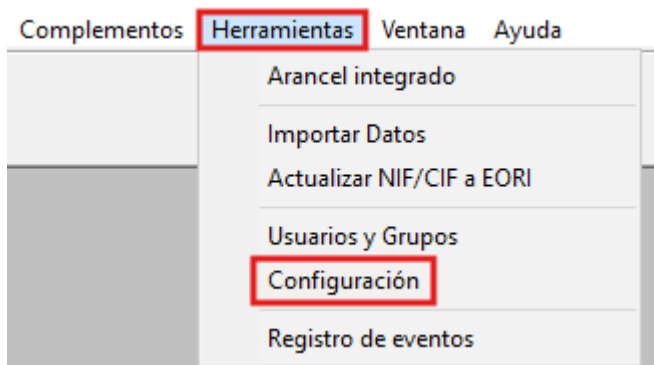 Complementos Herramientas Ventana Ayuda
Arancel integrado
Importar Datos
Actualizar NIF/CIF a EORI
Usuarios y Grupos
Configuración
Registro de eventos